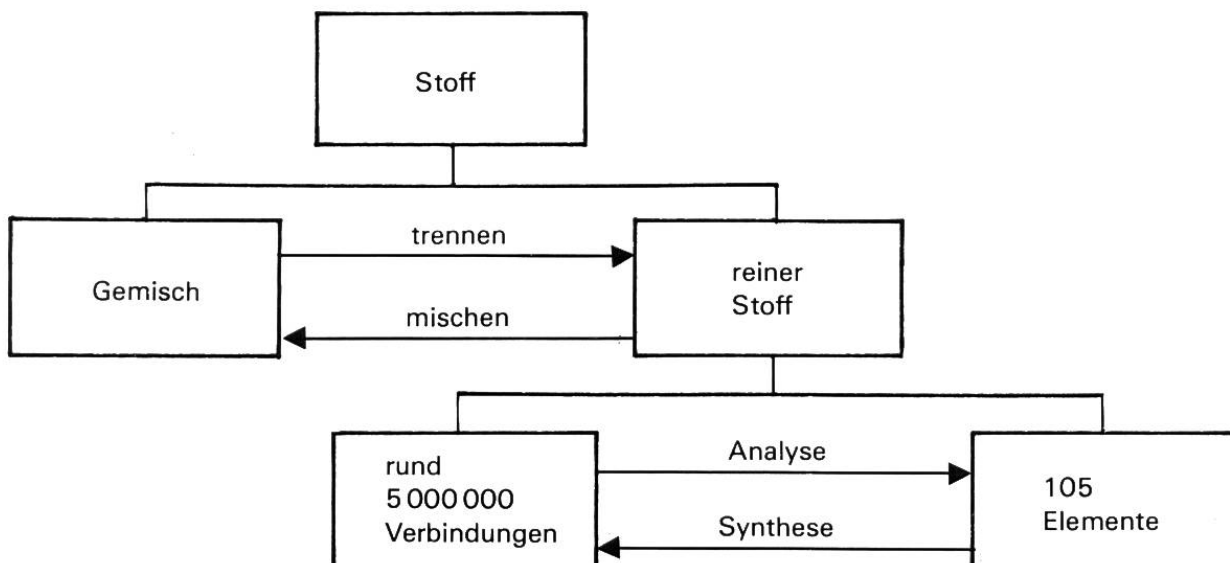 Stoff
Gemisch
trennen
mischen
reiner
Stoff
rund
5 000 000
Verbindungen
Analyse
Synthese
105
Elemente